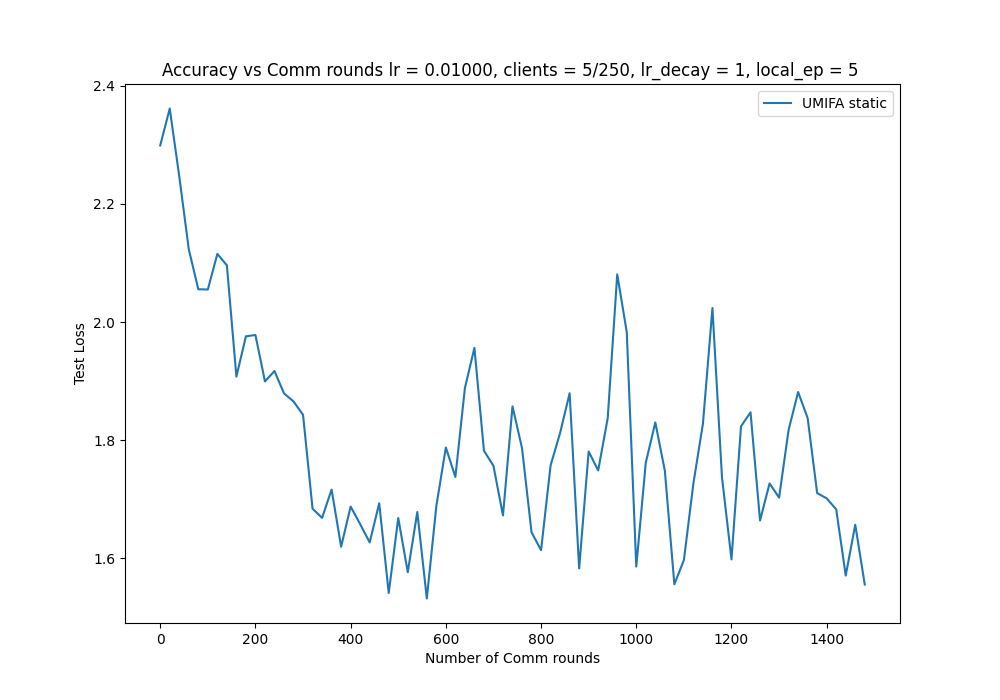 Accuracy vs Comm rounds lr = 0.01000, clients = 5/250, lr_decay = 1, local_ep = 5
UMIFA static
2.4
2.2
2.0
1.8
1.6
Test Loss
0 200 400 600 800 1000 1200 1400
Number of Comm rounds